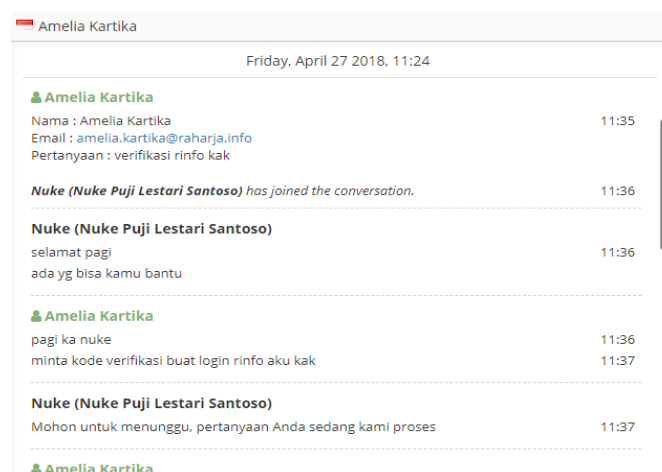 Amelia Kartika
Friday, April 27 2018, 11:24
Amelia Kartika
Nama : Amelia Kartika 11:35
Email : amelia.kartika@raharja.info
Pertanyaan : verifikasi rinfo kak
Nuke (Nuke Puji Lestari Santoso) has joined the conversation. 11:36
Nuke (Nuke Puji Lestari Santoso)
selamat pagi 11:36
ada yg bisa kamu bantu
Amelia Kartika
pagi ka nuke 11:36
minta kode verifikasi buat login rinfo aku kak 11:37
Nuke (Nuke Puji Lestari Santoso)
Mohon untuk menunggu, pertanyaan Anda sedang kami proses 11:37
Amelia Kartika